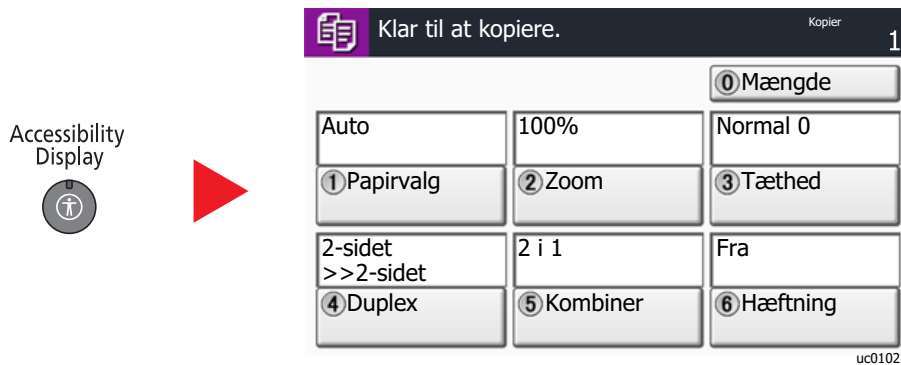 Accessibility
Display
Klar til at kopiere.
Kopier
1
0 Mængde
Auto
100%
Normal 0
1 Papirvalg
2 Zoom
3 Tæthed
2-sidet
>>2-sidet
2 i 1
Fra
4 Duplex
5 Kombiner
6 Hæftning
uc0102